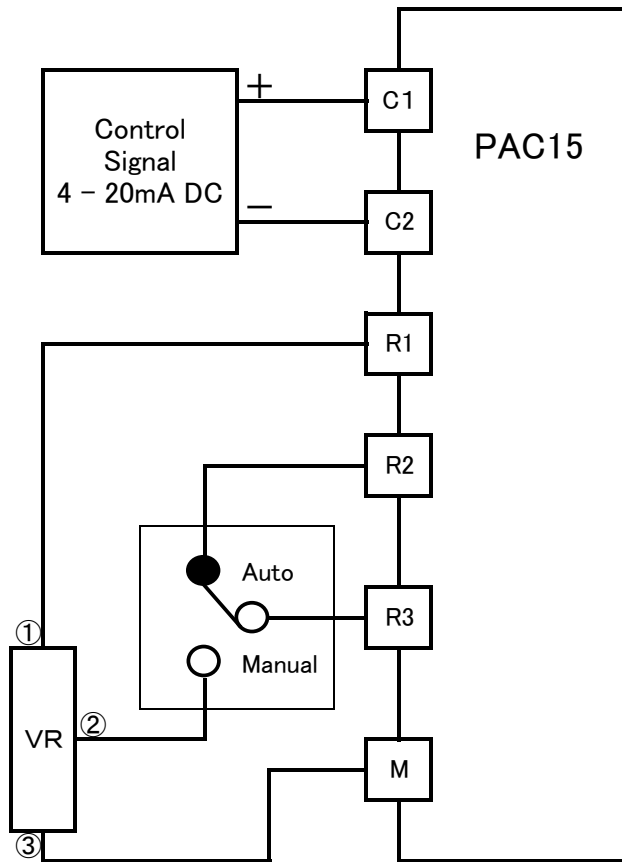 +
C1
Control
Signal
4 - 20mA DC
PAC15
−
C2
R1
R2
Auto
R3
①
Manual
VR
②
M
③